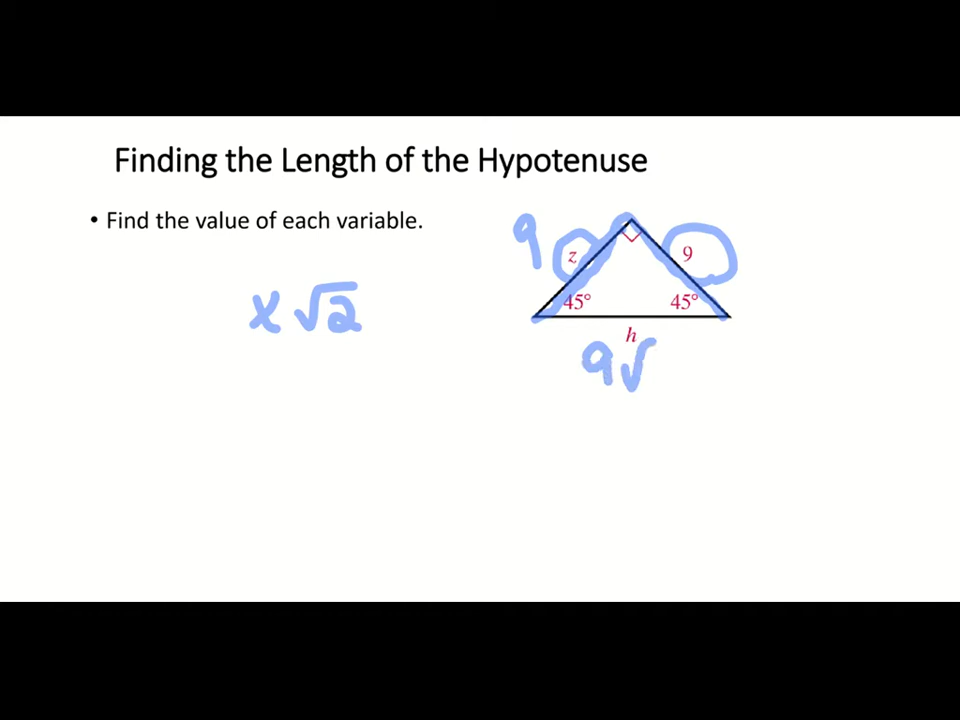 Finding the Length of the Hypotenuse
• Find the value of each variable.
9
z
9
45°
45°
x√2
h
9√